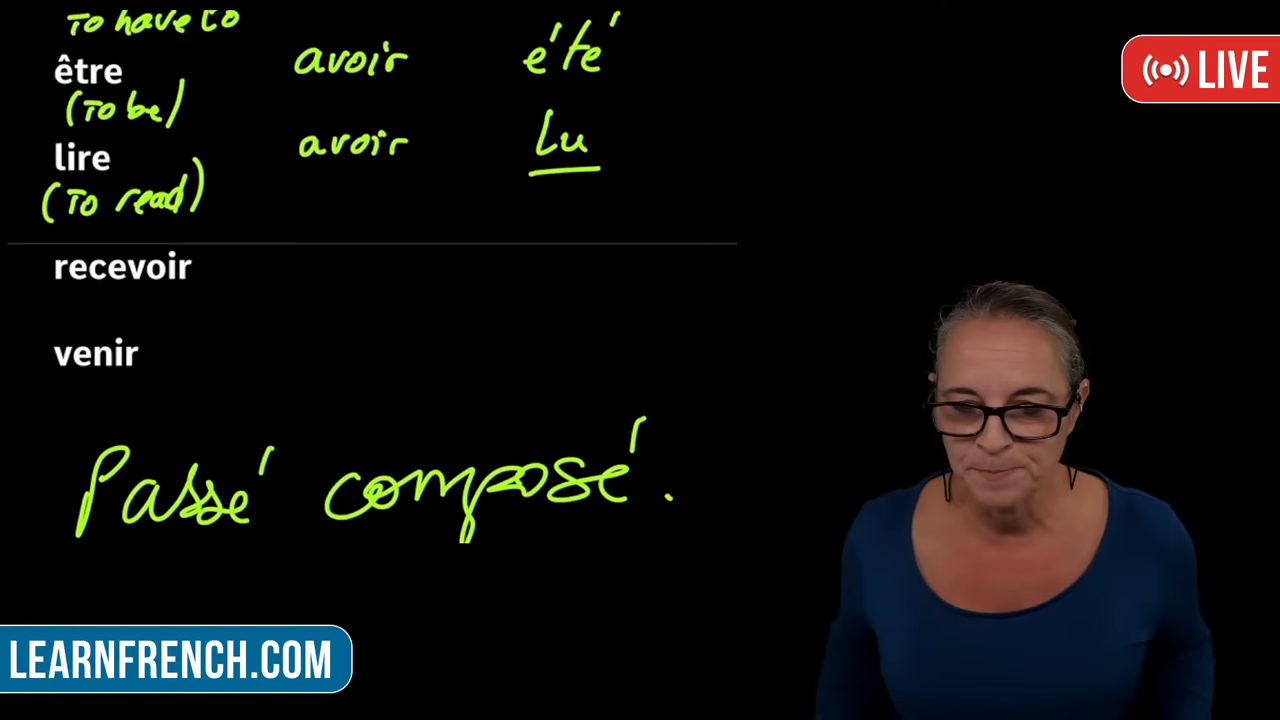 To have to
être avoir été
(To be)
lire avoir Lu
(To read)
recevoir
venir
Passé composé.
LIVE
LEARNFRENCH.COM